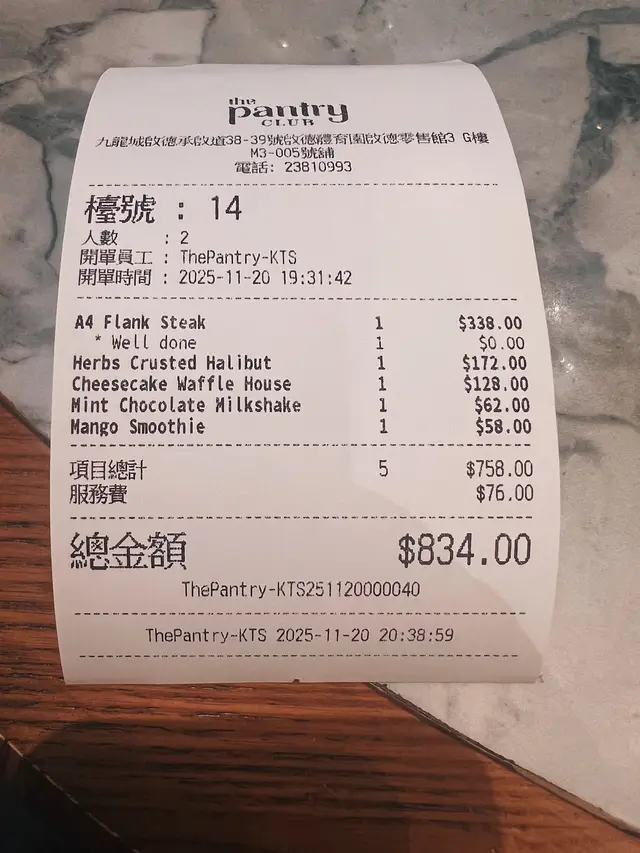 the
pantry
CLUB
九龍城啟德承啟道38-39號啟德體育園啟德零售館3 G樓
M3-005號舖
電話: 23810993
檯號 : 14
人數 : 2
開單員工 : ThePantry-KTS
開單時間 : 2025-11-20 19:31:42
A4 Flank Steak 1 $338.00
* Well done 1 $0.00
Herbs Crusted Halibut 1 $172.00
Cheesecake Waffle House 1 $128.00
Mint Chocolate Milkshake 1 $62.00
Mango Smoothie 1 $58.00
項目總計 5 $758.00
服務費 $76.00
總金額 $834.00
ThePantry-KTS251120000040
ThePantry-KTS 2025-11-20 20:38:59